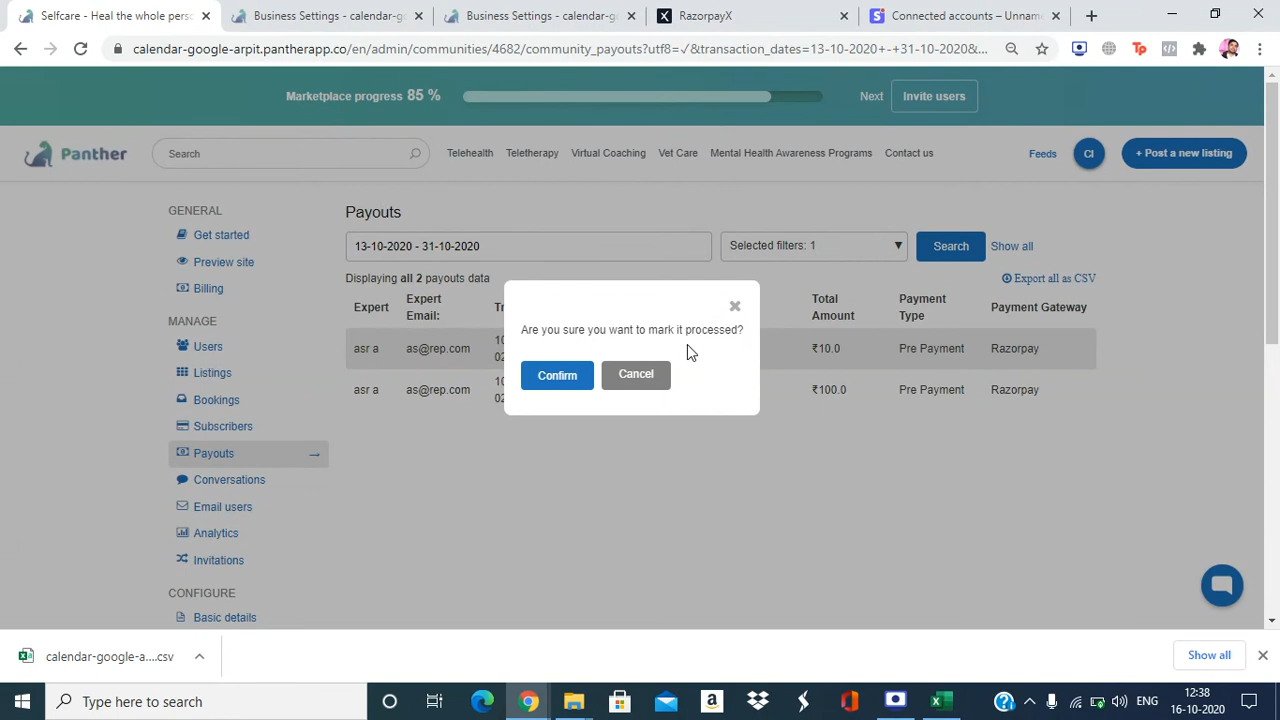 Selfcare - Heal the whole pers
Business Settings - calendar-g
Business Settings - calendar-go
RazorpayX
Connected accounts – Unnam
calendar-google-arpit.pantherapp.co/en/admin/communities/4682/community_payouts?utf8=✓&transaction_dates=13-10-2020+-+31-10-2020&...
Marketplace progress 85 %
Next
Invite users
Panther
Search
Telehealth
Teletherapy
Virtual Coaching
Vet Care
Mental Health Awareness Programs
Contact us
Feeds
CI
+ Post a new listing
GENERAL
Get started
Preview site
Billing
MANAGE
Users
Listings
Bookings
Subscribers
Payouts
Conversations
Email users
Analytics
Invitations
CONFIGURE
Basic details
Payouts
13-10-2020 - 31-10-2020
Selected filters: 1
Search
Show all
Displaying all 2 payouts data
Export all as CSV
Expert
Expert Email:
Total Amount
Payment Type
Payment Gateway
asr a
as@rep.com
₹10.0
Pre Payment
Razorpay
asr a
as@rep.com
₹100.0
Pre Payment
Razorpay
Are you sure you want to mark it processed?
Confirm
Cancel
calendar-google-a....csv
Show all
Type here to search
ENG
12:38
16-10-2020